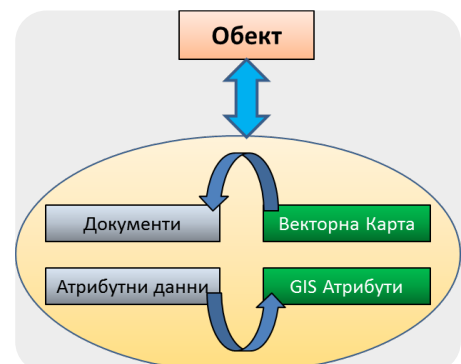 Обект
Документи
Векторна Карта
Атрибутни данни
GIS Атрибути